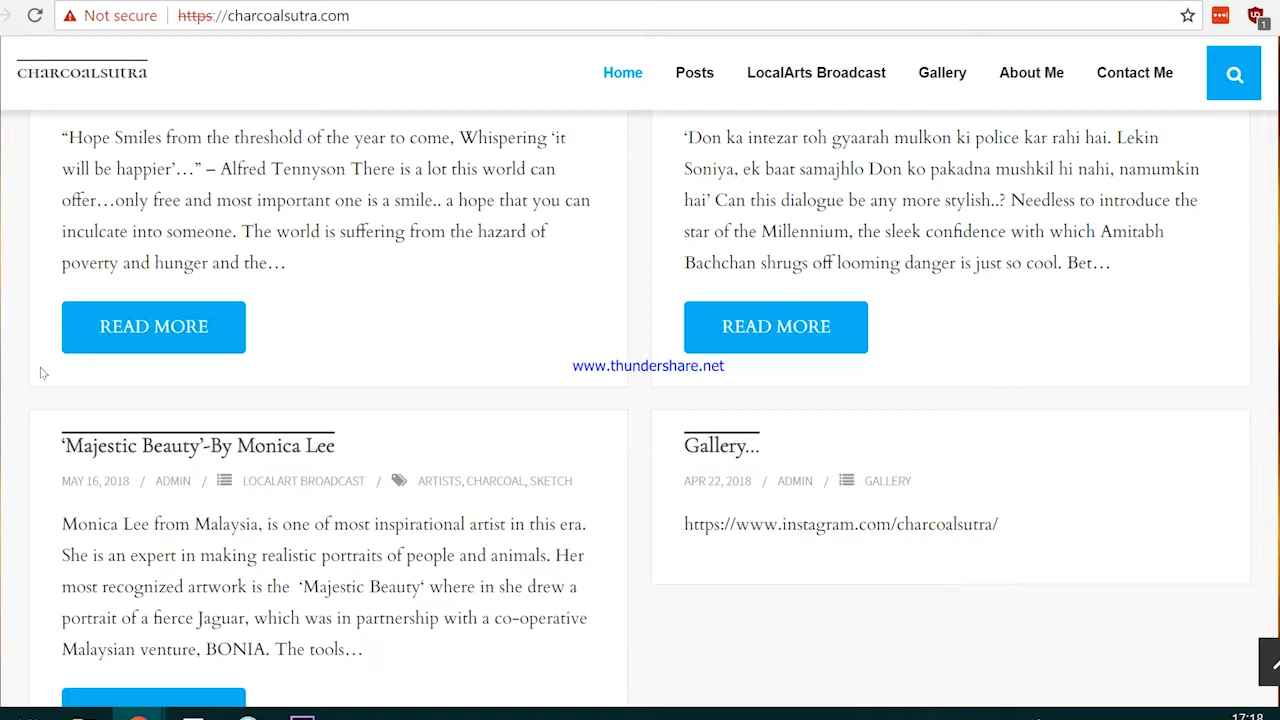 Not secure https://charcoalsutra.com
1
charcoalsutra
Home Posts LocalArts Broadcast Gallery About Me Contact Me
“Hope Smiles from the threshold of the year to come, Whispering ‘it
will be happier’…” – Alfred Tennyson There is a lot this world can
offer…only free and most important one is a smile.. a hope that you can
inculcate into someone. The world is suffering from the hazard of
poverty and hunger and the…
READ MORE
‘Don ka intezar toh gyaarah mulkon ki police kar rahi hai. Lekin
Soniya, ek baat samajhlo Don ko pakadna mushkil hi nahi, namumkin
hai’ Can this dialogue be any more stylish..? Needless to introduce the
star of the Millennium, the sleek confidence with which Amitabh
Bachchan shrugs off looming danger is just so cool. Bet…
READ MORE
www.thundershare.net
‘Majestic Beauty’-By Monica Lee
MAY 16, 2018 ADMIN / LOCALART BROADCAST / ARTISTS, CHARCOAL, SKETCH
Monica Lee from Malaysia, is one of most inspirational artist in this era.
She is an expert in making realistic portraits of people and animals. Her
most recognized artwork is the ‘Majestic Beauty‘ where in she drew a
portrait of a fierce Jaguar, which was in partnership with a co-operative
Malaysian venture, BONIA. The tools…
Gallery…
APR 22, 2018 / ADMIN / GALLERY
https://www.instagram.com/charcoalsutra/
17:18